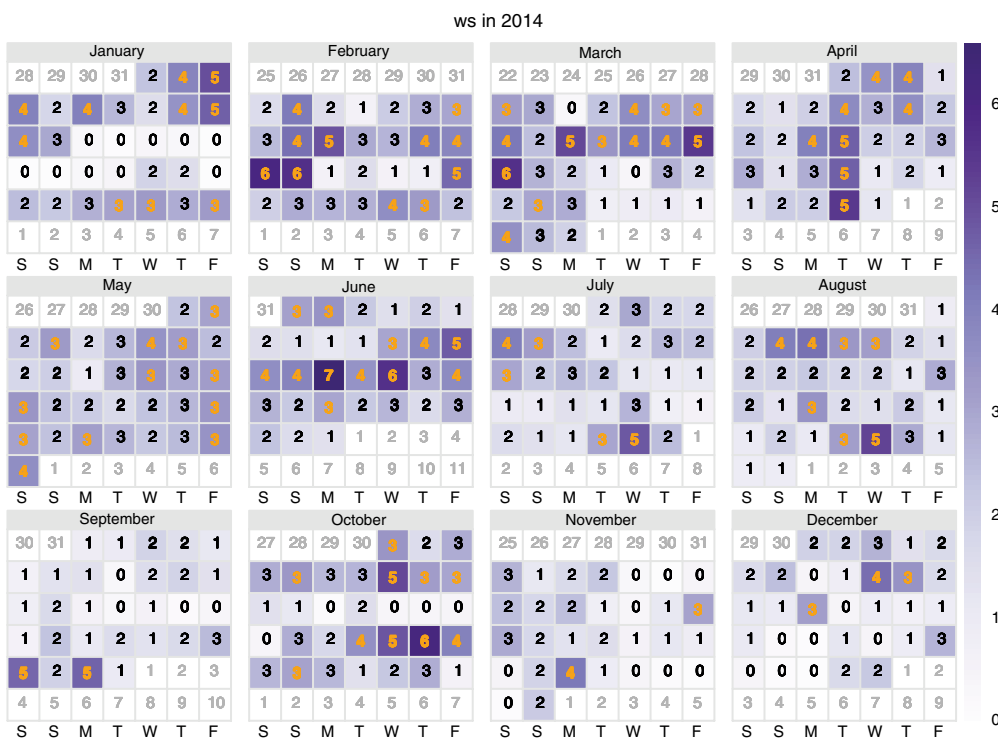 ws in 2014
January
28 29 30 31 2 4 5
4 2 4 3 2 4 5
4 3 0 0 0 0 0
0 0 0 0 2 2 0
2 2 3 3 3 3 3
1 2 3 4 5 6 7
S S M T W T F
February
25 26 27 28 29 30 31
2 4 2 1 2 3 3
3 4 5 3 3 4 4
6 6 1 2 1 1 5
2 3 3 3 4 3 2
1 2 3 4 5 6 7
S S M T W T F
March
22 23 24 25 26 27 28
3 3 0 2 4 3 3
4 2 5 3 4 4 5
6 3 2 1 0 3 2
2 3 3 1 1 1 1
4 3 2 1 2 3 4
S S M T W T F
April
29 30 31 2 4 4 1
2 1 2 4 3 4 2
2 2 4 5 2 2 3
3 1 3 5 1 2 1
1 2 2 5 1 1 2
3 4 5 6 7 8 9
S S M T W T F
May
26 27 28 29 30 2 3
2 3 2 3 4 3 2
2 2 1 3 3 3 3
3 2 2 2 2 3 3
3 2 3 3 2 3 3
4 1 2 3 4 5 6
S S M T W T F
June
31 3 3 2 1 2 1
2 1 1 1 3 4 5
4 4 7 4 6 3 4
3 2 3 2 3 2 3
2 2 1 1 2 3 4
5 6 7 8 9 10 11
S S M T W T F
July
28 29 30 2 3 2 2
4 3 2 1 2 3 2
3 2 3 2 1 1 1
1 1 1 1 3 1 1
2 1 1 3 5 2 1
2 3 4 5 6 7 8
S S M T W T F
August
26 27 28 29 30 31 1
2 4 4 3 3 2 1
2 2 2 2 2 1 3
2 1 3 2 1 2 1
1 2 1 3 5 3 1
1 1 1 2 3 4 5
S S M T W T F
September
30 31 1 1 2 2 1
1 1 1 0 2 2 1
1 2 1 0 1 0 0
1 2 1 2 1 2 3
5 2 5 1 1 2 3
4 5 6 7 8 9 10
S S M T W T F
October
27 28 29 30 3 2 3
3 3 3 3 5 3 3
1 1 0 2 0 0 0
0 3 2 4 5 6 4
3 3 3 1 2 3 1
1 2 3 4 5 6 7
S S M T W T F
November
25 26 27 28 29 30 31
3 1 2 2 0 0 0
2 2 2 1 0 1 3
3 2 1 2 1 1 1
0 2 4 1 0 0 0
0 2 1 2 3 4 5
S S M T W T F
December
29 30 2 2 3 1 2
2 2 0 1 4 3 2
1 1 3 0 1 1 1
1 0 0 1 0 1 3
0 0 0 2 2 1 2
3 4 5 6 7 8 9
S S M T W T F
5
4
3
2
1
0